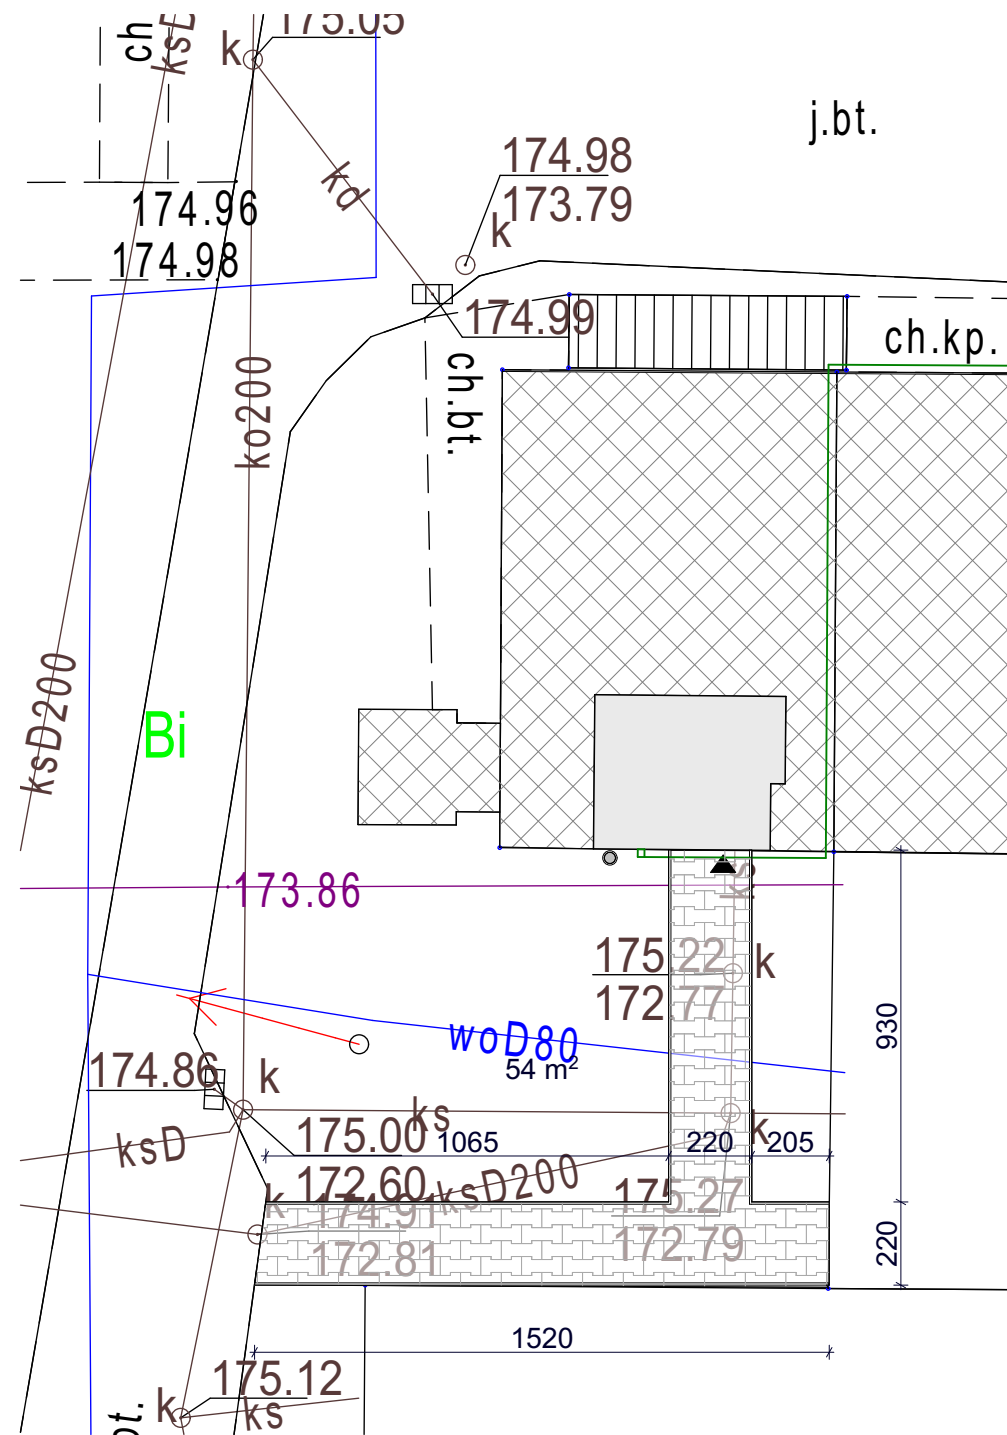 175.05
ch
ksD
k
j.bt.
174.98
173.79
k
kd
174.96
174.98
174.99
ch.kp.
ch.bt.
ko200
ksD200
Bi
173.86
ks
175.22
k
172.77
930
woD80
54 m²
174.86
k
ks
k
ksD
175.00
1065
220
205
172.60
ksD200
175.27
k
174.91
172.81
172.79
220
1520
175.12
k
ks